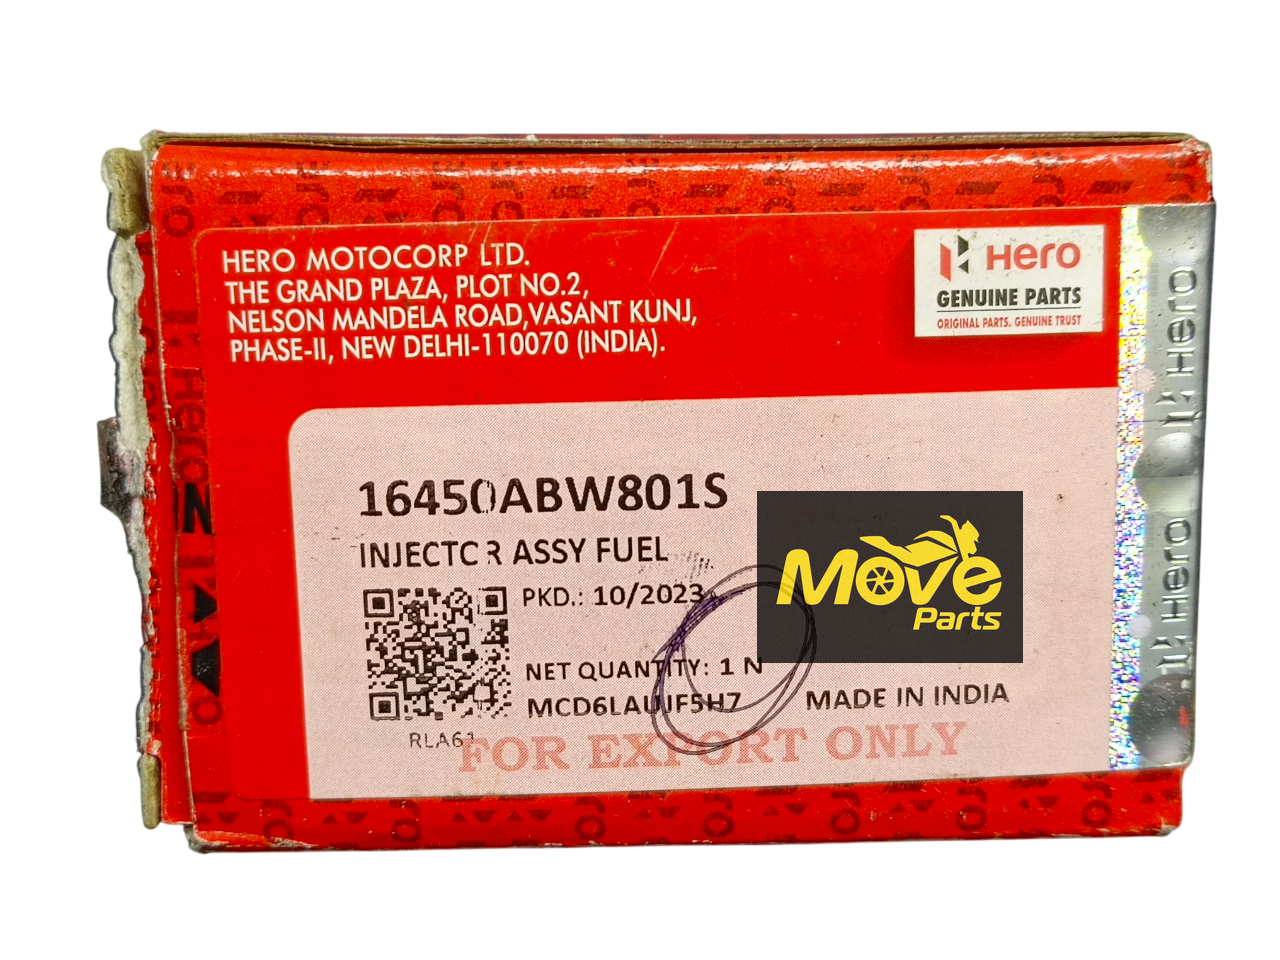 HERO MOTOCORP LTD.
THE GRAND PLAZA, PLOT NO.2,
NELSON MANDELA ROAD,VASANT KUNJ,
PHASE-II, NEW DELHI-110070 (INDIA).
Hero
GENUINE PARTS
ORIGINAL PARTS. GENUINE TRUST
Hero
Hero
16450ABW801S
INJECTOR ASSY FUEL
PKD.: 10/2023
NET QUANTITY: 1 N
MCD6LAUJF5H7
MADE IN INDIA
RLA61
FOR EXPORT ONLY
Move
Parts
Hero